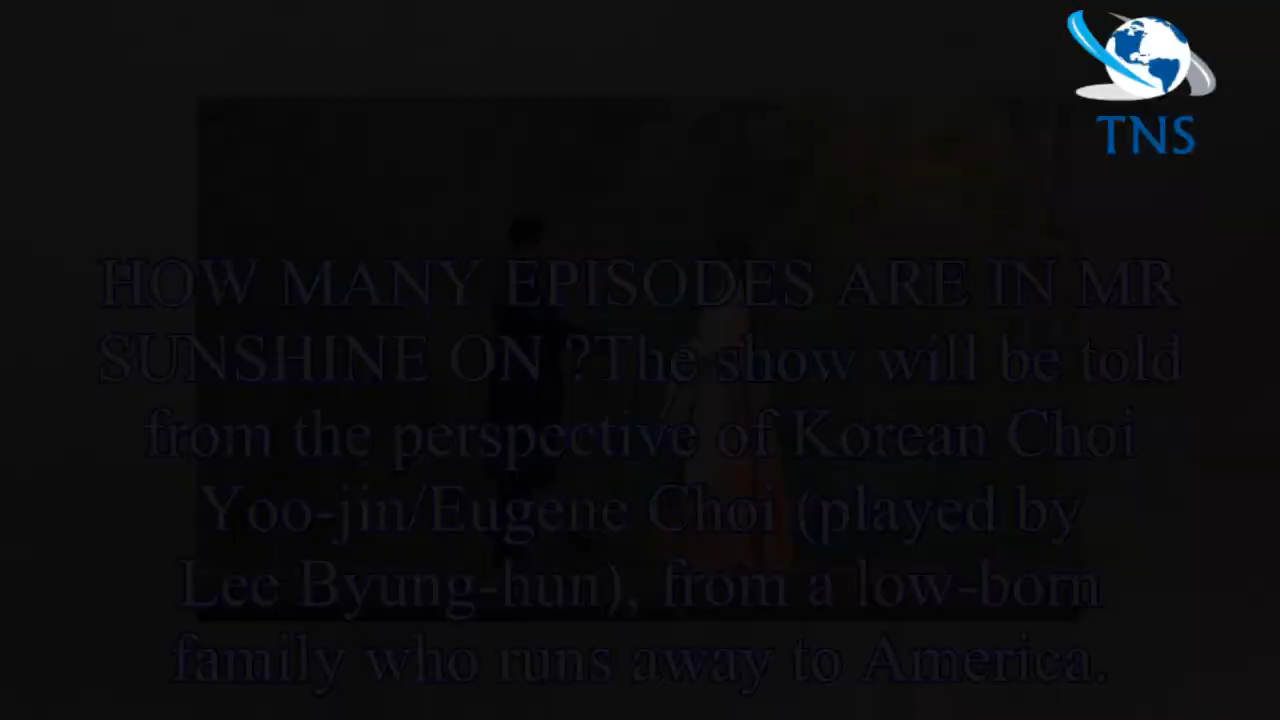 TNS
HOW MANY EPISODES ARE IN MR
SUNSHINE ON ?The show will be told
from the perspective of Korean Choi
Yoo-jin/Eugene Choi (played by
Lee Byung-hun), from a low-born
family who runs away to America.